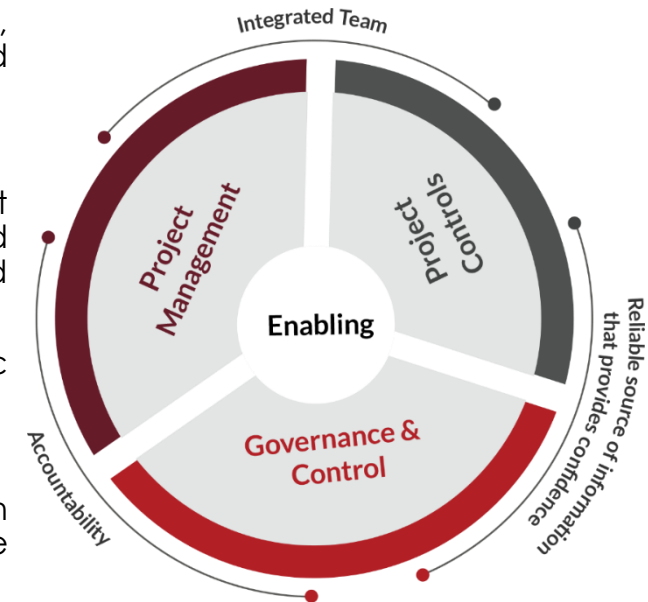 ,
d
Integrated Team
t
d
d
Project
Management
Project
Controls
Enabling
c
Reliable source of information
that provides confidence
Governance &
Control
Accountability
n
e